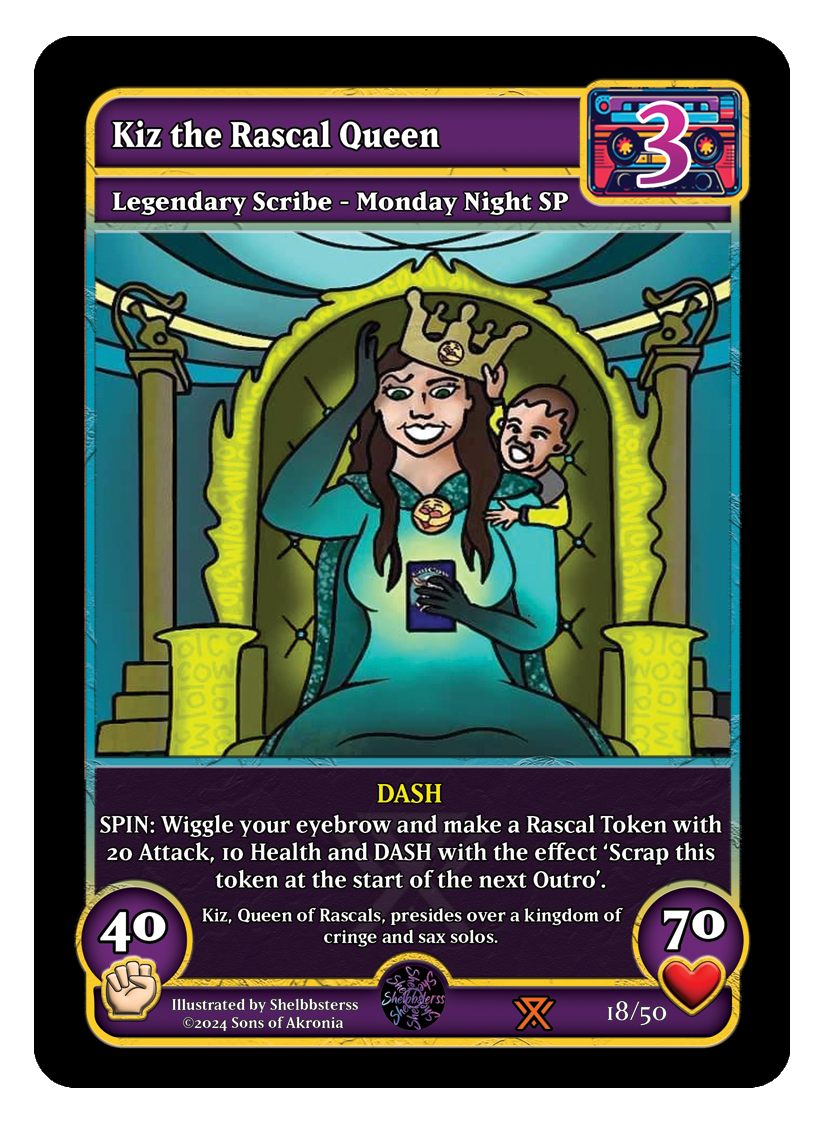 Kiz the Rascal Queen
3
Legendary Scribe - Monday Night SP
DASH
SPIN: Wiggle your eyebrow and make a Rascal Token with
20 Attack, 10 Health and DASH with the effect ‘Scrap this
token at the start of the next Outro’.
Kiz, Queen of Rascals, presides over a kingdom of
cringe and sax solos.
40
70
Illustrated by Shelbbsterss
©2024 Sons of Akronia
Shelbbsterss
18/50